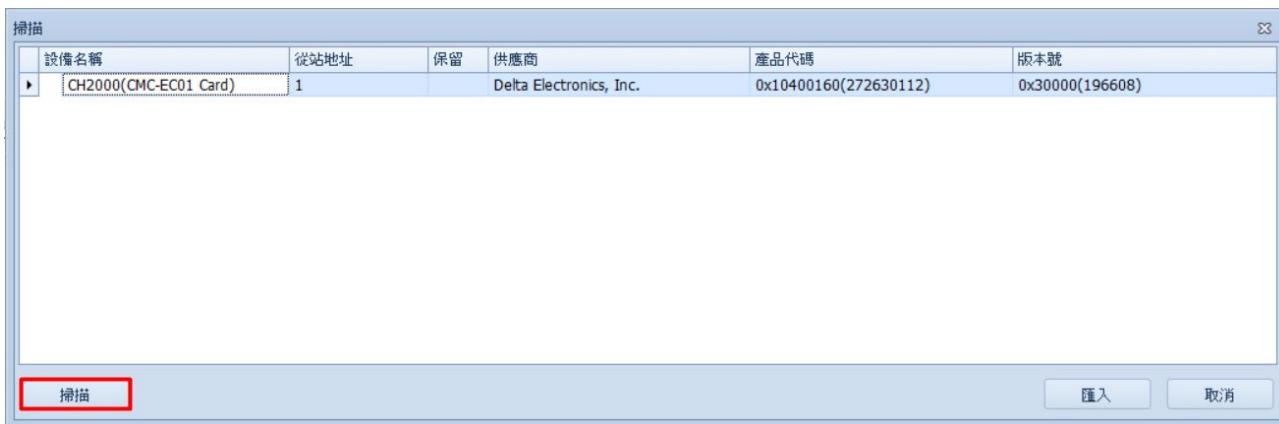 掃描
設備名稱 從站地址 保留 供應商 產品代碼 版本號
CH2000(CMC-EC01 Card) 1 Delta Electronics, Inc. 0x10400160(272630112) 0x30000(196608)
掃描 匯入 取消